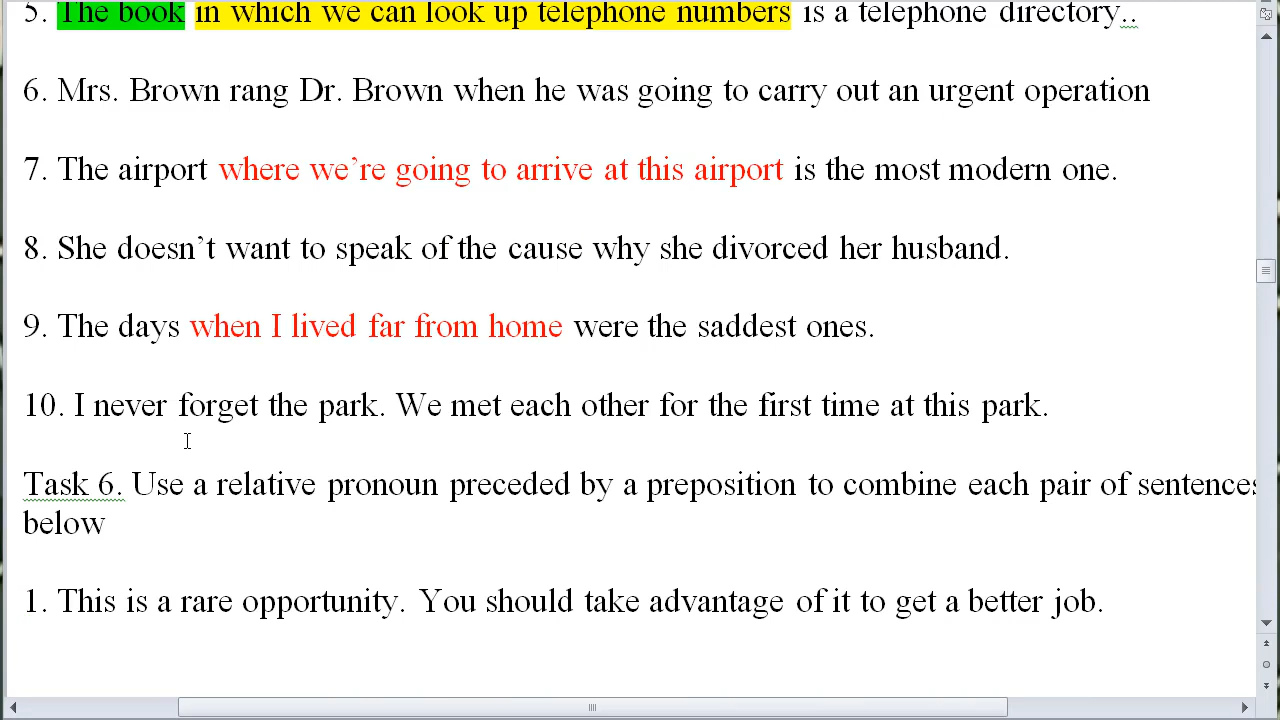 5. The book in which we can look up telephone numbers is a telephone directory..
6. Mrs. Brown rang Dr. Brown when he was going to carry out an urgent operation
7. The airport where we’re going to arrive at this airport is the most modern one.
8. She doesn’t want to speak of the cause why she divorced her husband.
9. The days when I lived far from home were the saddest ones.
10. I never forget the park. We met each other for the first time at this park.
Task 6. Use a relative pronoun preceded by a preposition to combine each pair of sentences
below
1. This is a rare opportunity. You should take advantage of it to get a better job.